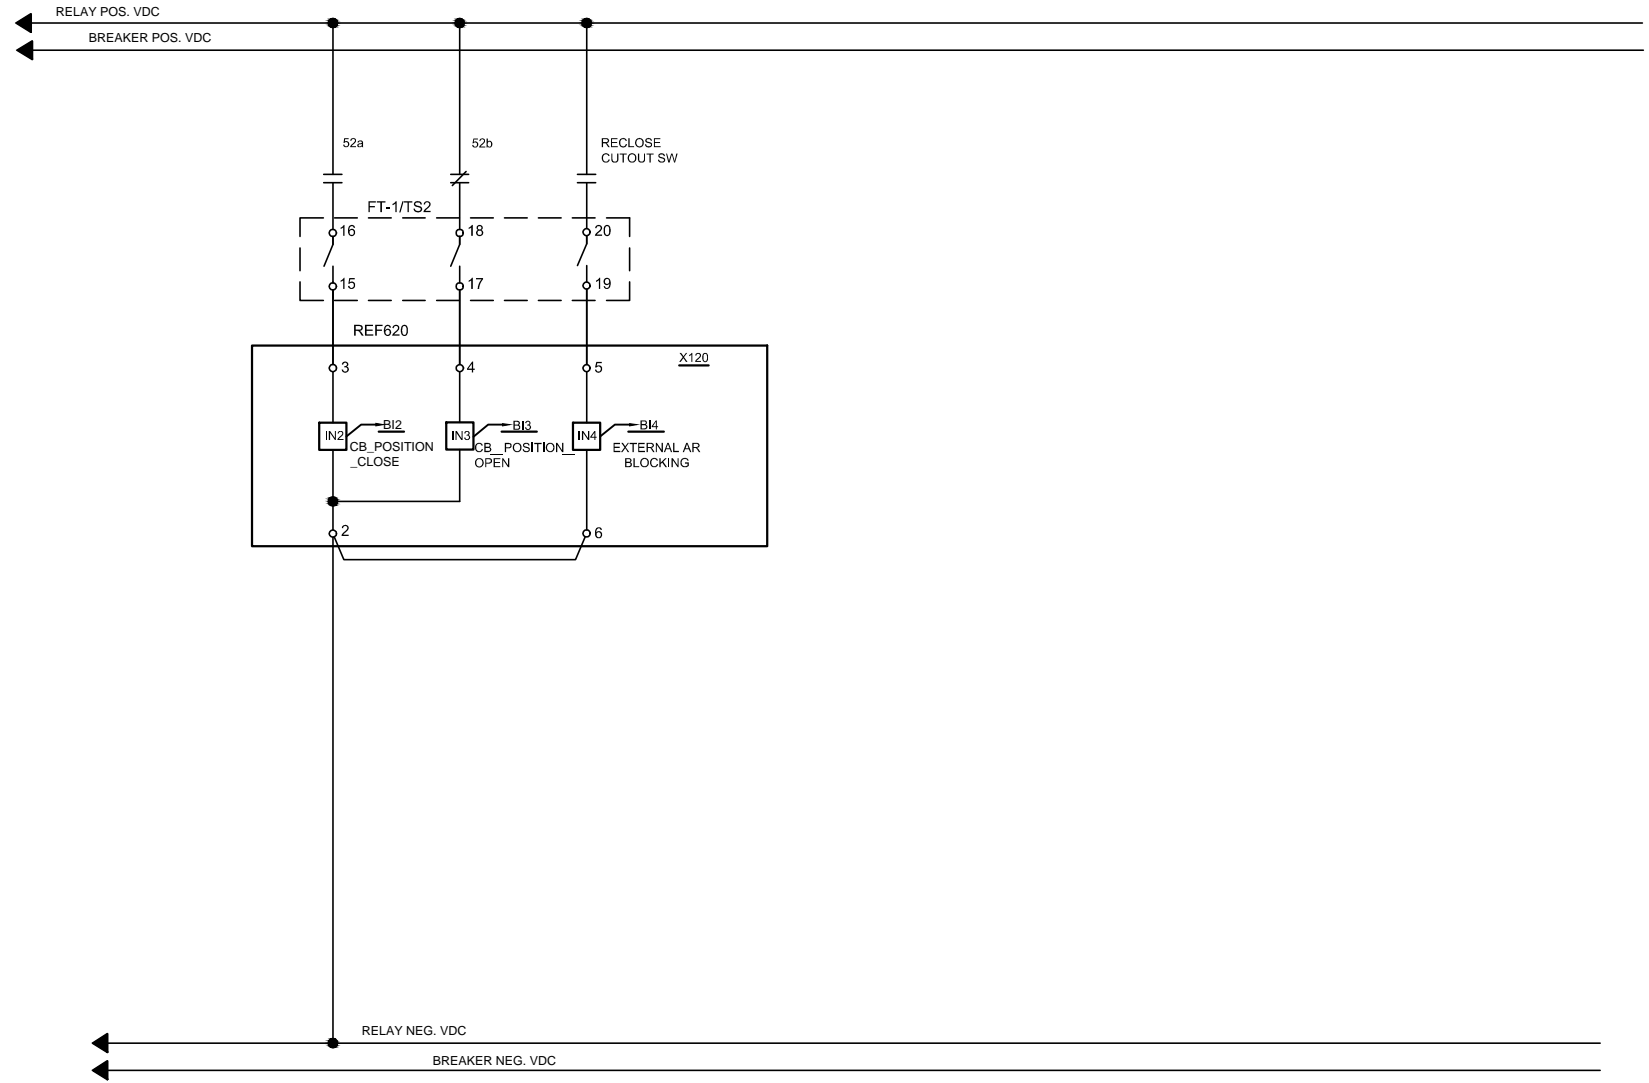 RELAY POS. VDC
BREAKER POS. VDC
52a
52b
RECLOSE
CUTOUT SW
FT-1/TS2
16
18
20
15
17
19
REF620
X120
3
4
5
IN2
BI2
IN3
BI3
IN4
BI4
CB_POSITION
_CLOSE
CB__POSITION_
OPEN
EXTERNAL AR
BLOCKING
2
6
RELAY NEG. VDC
BREAKER NEG. VDC